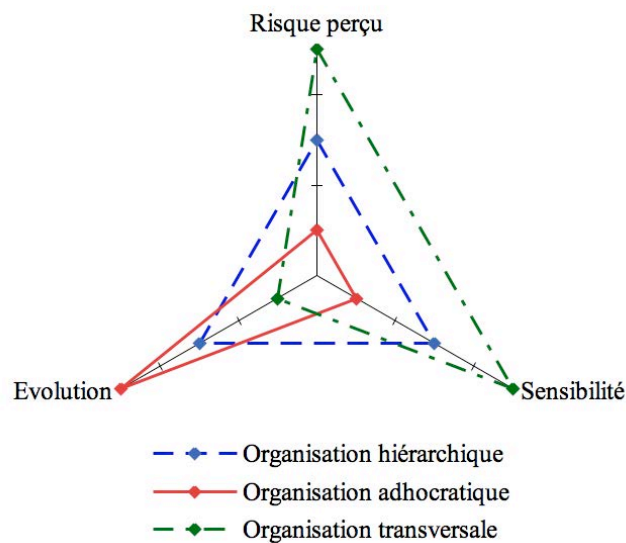 Risque perçu
Evolution
Sensibilité
Organisation hiérarchique
Organisation adhocratique
Organisation transversale